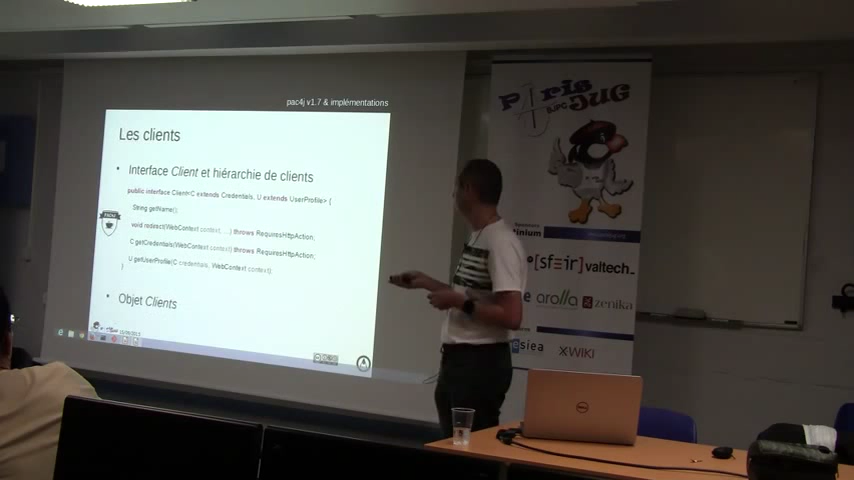 pac4j v1.7 & implémentations
Les clients
• Interface Client et hiérarchie de clients
public interface Client<C extends Credentials, U extends UserProfile> {
String getName();
void redirect(WebContext context, ...) throws RequiresHttpAction;
C getCredentials(WebContext context) throws RequiresHttpAction;
U getUserProfile(C credentials, WebContext context);
}
• Objet Clients
Paris
JUG
[sfeir]
valtech_
arolla
zenika
esiea
XWIKI
DELL